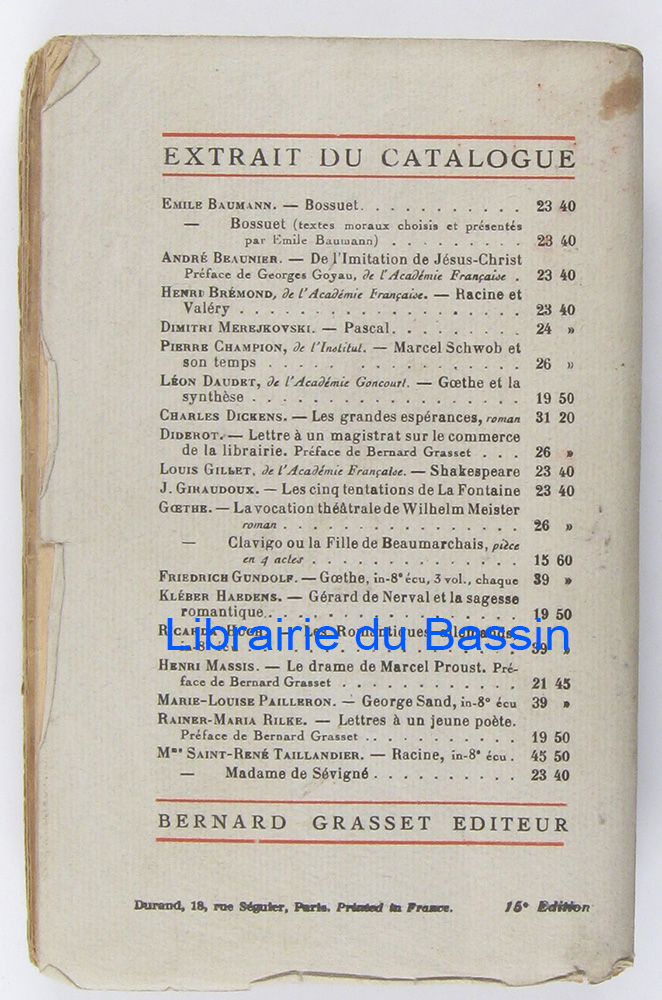 EXTRAIT DU CATALOGUE
EMILE BAUMANN. — Bossuet. . . . . . . . . . . . 23 40
— Bossuet (textes moraux choisis et présentés
par Emile Baumann) . . . . . . . . . 23 40
ANDRÉ BEAUNIER. — De l'Imitation de Jésus-Christ
Préface de Georges Goyau, de l'Académie Française . 23 40
HENRI BRÉMOND, de l'Académie Française. — Racine et
Valéry . . . . . . . . . . . . . . . . . . . 23 40
DIMITRI MEREJKOVSKI. — Pascal. . . . . . . . . 24 »
PIERRE CHAMPION, de l'Institut. — Marcel Schwob et
son temps . . . . . . . . . . . . . . . . . 26 »
LÉON DAUDET, de l'Académie Goncourt. — Gœthe et la
synthèse . . . . . . . . . . . . . . . . . . 19 50
CHARLES DICKENS. — Les grandes espérances, roman 31 20
DIDEROT. — Lettre à un magistrat sur le commerce
de la librairie. Préface de Bernard Grasset . . . 26 »
LOUIS GILLET, de l'Académie Française. — Shakespeare 23 40
J. GIRAUDOUX. — Les cinq tentations de La Fontaine 23 40
GŒTHE. — La vocation théâtrale de Wilhelm Meister
roman . . . . . . . . . . . . . . . . 26 »
— Clavigo ou la Fille de Beaumarchais, pièce
en 4 actes . . . . . . . . . . . . . . 15 60
FRIEDRICH GUNDOLF. — Gœthe, in-8° écu, 3 vol., chaque 39 »
KLÉBER HAEDENS. — Gérard de Nerval et la sagesse
romantique. . . . . . . . . . . . . . . . . 19 50
RICARDA HUCH. — Les Romantiques allemands,
in-8° écu . . . . . . . . . . . . . . . . . 39 »
Librairie du Bassin
HENRI MASSIS. — Le drame de Marcel Proust. Pré-
face de Bernard Grasset . . . . . . . . . . . 21 45
MARIE-LOUISE PAILLERON. — George Sand, in-8° écu 39 »
RAINER-MARIA RILKE. — Lettres à un jeune poète.
Préface de Bernard Grasset . . . . . . . . . . 19 50
Mme SAINT-RENÉ TAILLANDIER. — Racine, in-8° écu . 45 50
— Madame de Sévigné . . . . . . . . . . 23 40
BERNARD GRASSET EDITEUR
Durand, 18, rue Séguier, Paris. Printed in France. 15e Edition